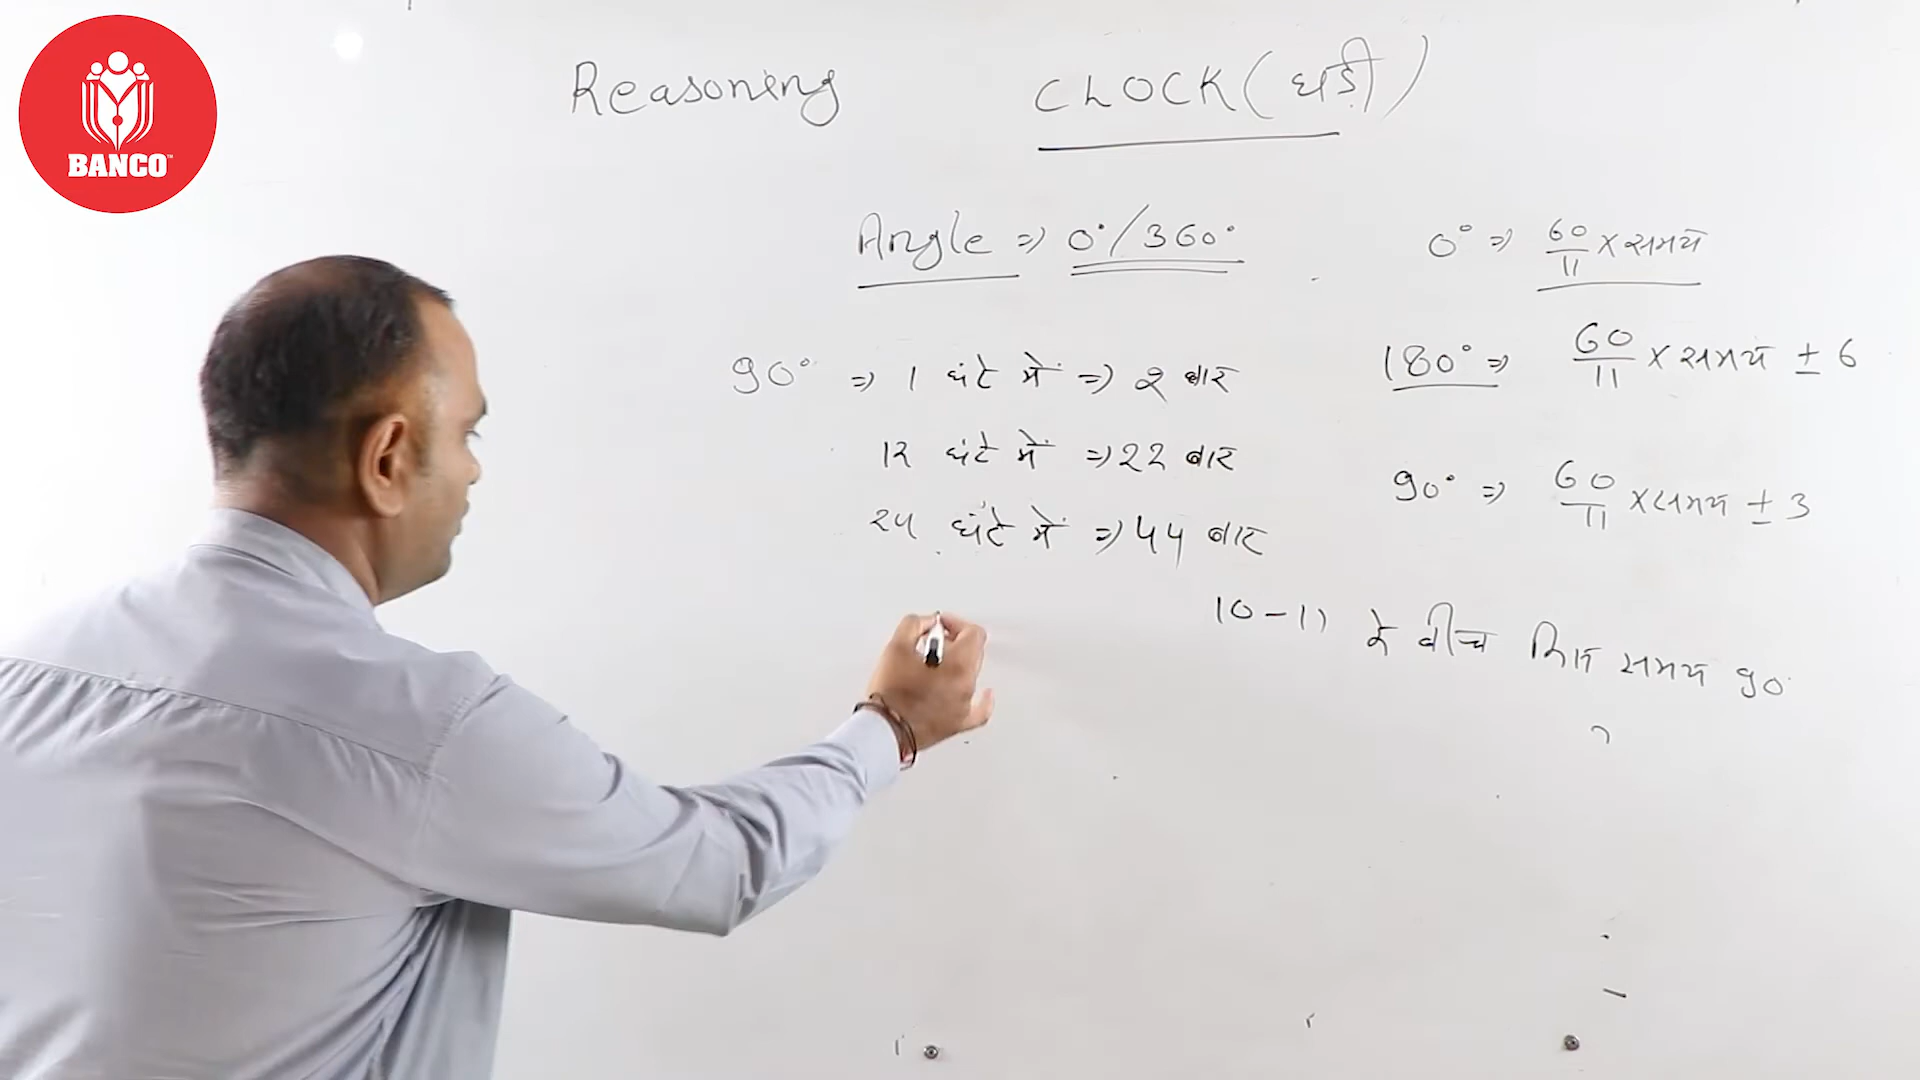 BANCO™
Reasoning CLOCK (घड़ी)
Angle ⇒ 0°/360°
0° ⇒ 60/11 × समय
180° ⇒ 60/11 × समय ± 6
90° ⇒ 1 घंटे में ⇒ 2 बार
12 घंटे में ⇒ 22 बार
90° ⇒ 60/11 × समय ± 3
24 घंटे में ⇒ 44 बार
10-11 के बीच किस समय 90°
?